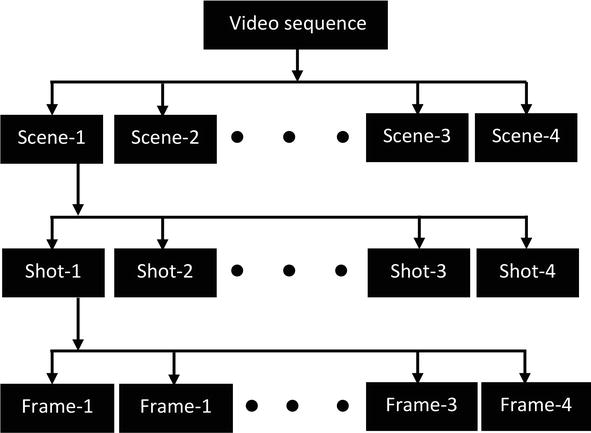 Video sequence
Scene-1 Scene-2 Scene-3 Scene-4
Shot-1 Shot-2 Shot-3 Shot-4
Frame-1 Frame-1 Frame-3 Frame-4